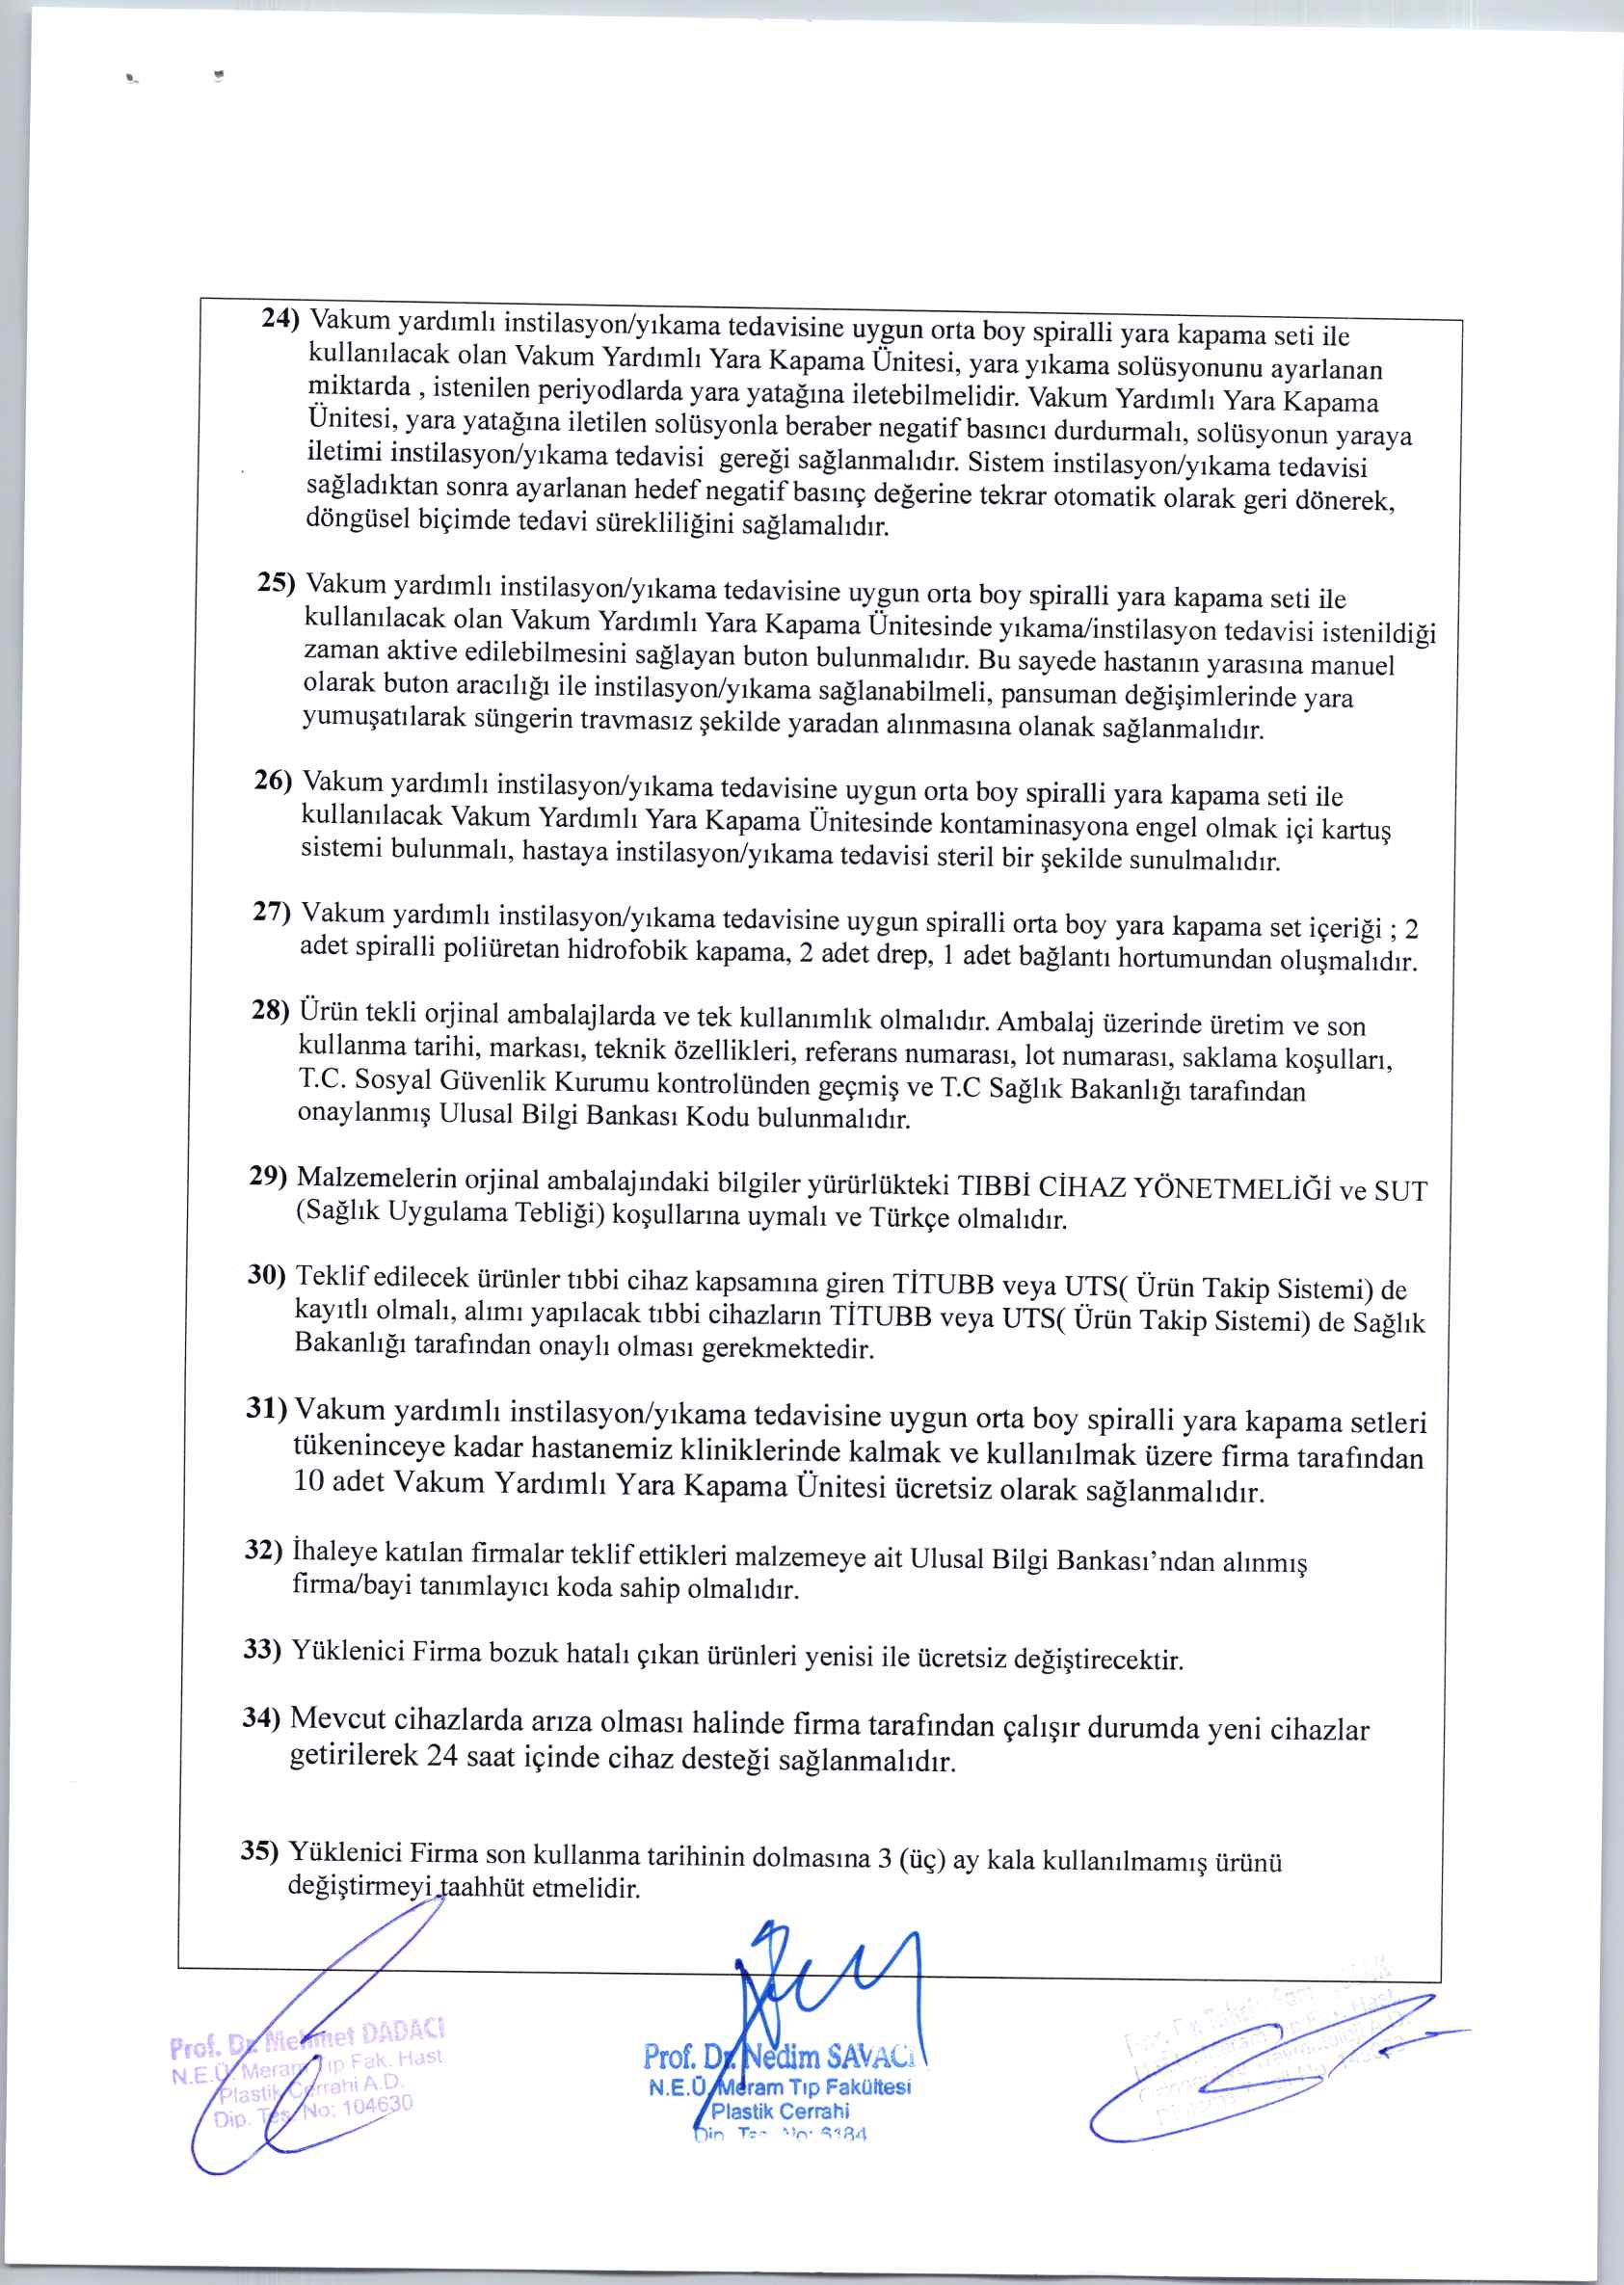 24) Vakum yardımlı instilasyon/yıkama tedavisine uygun orta boy spiralli yara kapama seti ile
kullanılacak olan Vakum Yardımlı Yara Kapama Ünitesi, yara yıkama solüsyonunu ayarlanan
miktarda , istenilen periyodlarda yara yatağına iletebilmelidir. Vakum Yardımlı Yara Kapama
Ünitesi, yara yatağına iletilen solüsyonla beraber negatif basıncı durdurmalı, solüsyonun yaraya
iletimi instilasyon/yıkama tedavisi gereği sağlanmalıdır. Sistem instilasyon/yıkama tedavisi
sağladıktan sonra ayarlanan hedef negatif basınç değerine tekrar otomatik olarak geri dönerek,
döngüsel biçimde tedavi sürekliliğini sağlamalıdır.
25) Vakum yardımlı instilasyon/yıkama tedavisine uygun orta boy spiralli yara kapama seti ile
kullanılacak olan Vakum Yardımlı Yara Kapama Ünitesinde yıkama/instilasyon tedavisi istenildiği
zaman aktive edilebilmesini sağlayan buton bulunmalıdır. Bu sayede hastanın yarasına manuel
olarak buton aracılığı ile instilasyon/yıkama sağlanabilmeli, pansuman değişimlerinde yara
yumuşatılarak süngerin travmasız şekilde yaradan alınmasına olanak sağlanmalıdır.
26) Vakum yardımlı instilasyon/yıkama tedavisine uygun orta boy spiralli yara kapama seti ile
kullanılacak Vakum Yardımlı Yara Kapama Ünitesinde kontaminasyona engel olmak içi kartuş
sistemi bulunmalı, hastaya instilasyon/yıkama tedavisi steril bir şekilde sunulmalıdır.
27) Vakum yardımlı instilasyon/yıkama tedavisine uygun spiralli orta boy yara kapama set içeriği ; 2
adet spiralli poliüretan hidrofobik kapama, 2 adet drep, 1 adet bağlantı hortumundan oluşmalıdır.
28) Ürün tekli orjinal ambalajlarda ve tek kullanımlık olmalıdır. Ambalaj üzerinde üretim ve son
kullanma tarihi, markası, teknik özellikleri, referans numarası, lot numarası, saklama koşulları,
T.C. Sosyal Güvenlik Kurumu kontrolünden geçmiş ve T.C Sağlık Bakanlığı tarafından
onaylanmış Ulusal Bilgi Bankası Kodu bulunmalıdır.
29) Malzemelerin orjinal ambalajındaki bilgiler yürürlükteki TIBBİ CİHAZ YÖNETMELİĞİ ve SUT
(Sağlık Uygulama Tebliği) koşullarına uymalı ve Türkçe olmalıdır.
30) Teklif edilecek ürünler tıbbi cihaz kapsamına giren TİTUBB veya UTS( Ürün Takip Sistemi) de
kayıtlı olmalı, alımı yapılacak tıbbi cihazların TİTUBB veya UTS( Ürün Takip Sistemi) de Sağlık
Bakanlığı tarafından onaylı olması gerekmektedir.
31) Vakum yardımlı instilasyon/yıkama tedavisine uygun orta boy spiralli yara kapama setleri
tükeninceye kadar hastanemiz kliniklerinde kalmak ve kullanılmak üzere firma tarafından
10 adet Vakum Yardımlı Yara Kapama Ünitesi ücretsiz olarak sağlanmalıdır.
32) İhaleye katılan firmalar teklif ettikleri malzemeye ait Ulusal Bilgi Bankası’ndan alınmış
firma/bayi tanımlayıcı koda sahip olmalıdır.
33) Yüklenici Firma bozuk hatalı çıkan ürünleri yenisi ile ücretsiz değiştirecektir.
34) Mevcut cihazlarda arıza olması halinde firma tarafından çalışır durumda yeni cihazlar
getirilerek 24 saat içinde cihaz desteği sağlanmalıdır.
35) Yüklenici Firma son kullanma tarihinin dolmasına 3 (üç) ay kala kullanılmamış ürünü
değiştirmeyi taahhüt etmelidir.
Prof. Dr. Mehmet DADACI
N.E.Ü. Meram Tıp Fak. Hast.
Plastik Cerrahi A.D.
Dip. Tes. No: 104630
Prof. Dr. Nedim SAVACI
N.E.Ü. Meram Tıp Fakültesi
Plastik Cerrahi
Dip. Tes. No: 6184